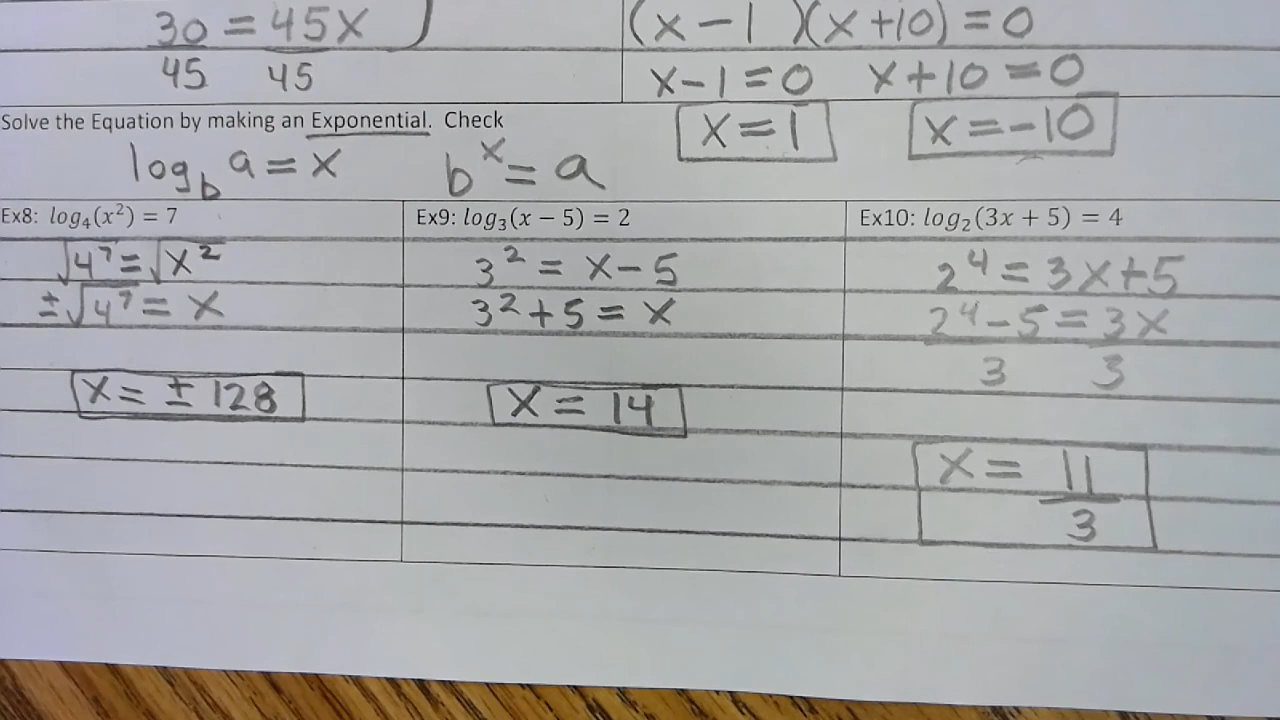 30 = 45x
45 45
(x - 1 )(x + 10) = 0
x - 1 = 0 x + 10 = 0
x = 1 x = -10
Solve the Equation by making an Exponential. Check
log_b a = x b^x = a
Ex8: log₄(x²) = 7
√4⁷ = √x²
±√4⁷ = x
x = ± 128
Ex9: log₃(x − 5) = 2
3² = x - 5
3² + 5 = x
x = 14
Ex10: log₂(3x + 5) = 4
2⁴ = 3x + 5
2⁴ - 5 = 3x
3 3
x = 11
3